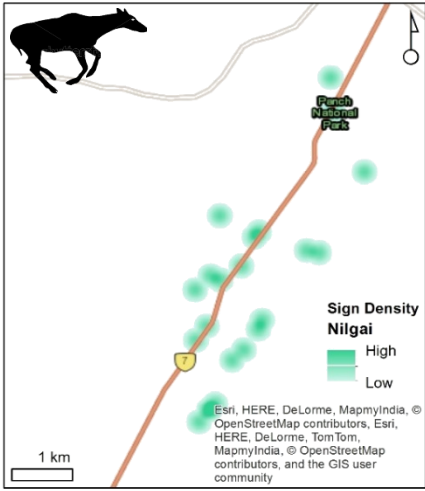 Panch
National
Park
7
Sign Density
Nilgai
High
Low
Esri, HERE, DeLorme, MapmyIndia, ©
OpenStreetMap contributors, Esri,
HERE, DeLorme, TomTom,
MapmyIndia, © OpenStreetMap
contributors, and the GIS user
community
1 km